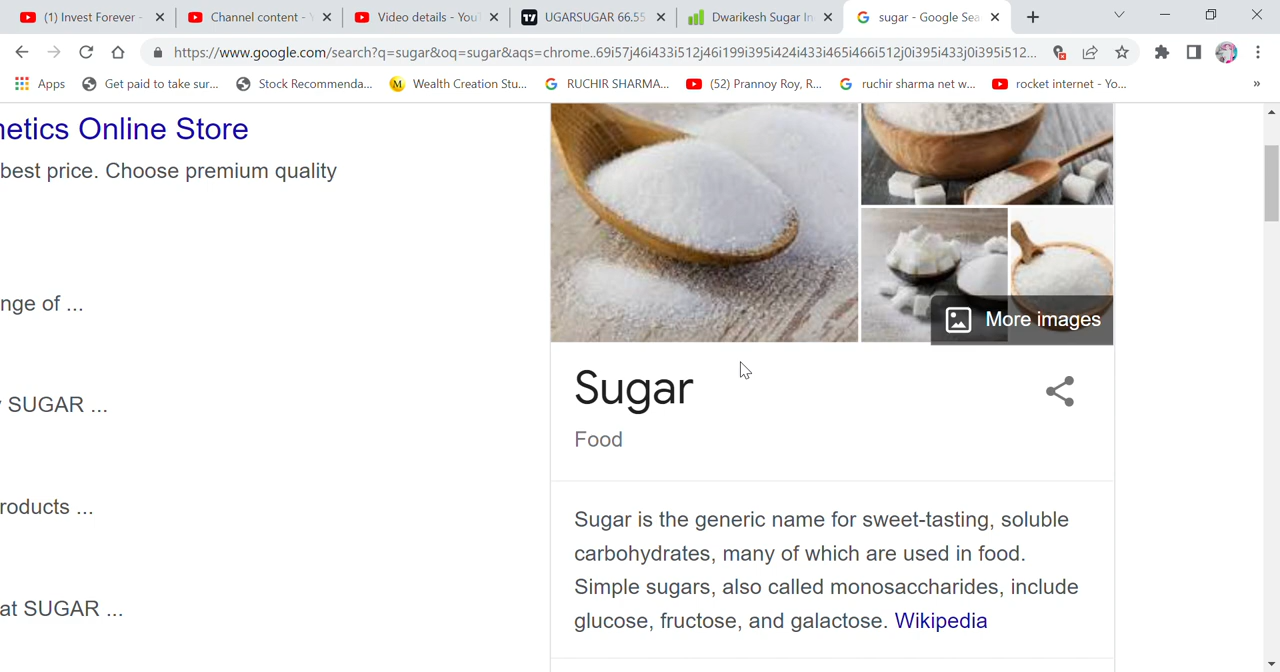 (1) Invest Forever -
Channel content - Y
Video details - YouT
UGARSUGAR 66.55
Dwarikesh Sugar In
sugar - Google Sea
https://www.google.com/search?q=sugar&oq=sugar&aqs=chrome..69i57j46i433i512j46i199i395i424i433i465i466i512j0i395i433j0i395i512...
Apps
Get paid to take sur...
Stock Recommenda...
Wealth Creation Stu...
RUCHIR SHARMA...
(52) Prannoy Roy, R...
ruchir sharma net w...
rocket internet - Yo...
netics Online Store
best price. Choose premium quality
nge of ...
SUGAR ...
roducts ...
at SUGAR ...
More images
Sugar
Food
Sugar is the generic name for sweet-tasting, soluble
carbohydrates, many of which are used in food.
Simple sugars, also called monosaccharides, include
glucose, fructose, and galactose. Wikipedia